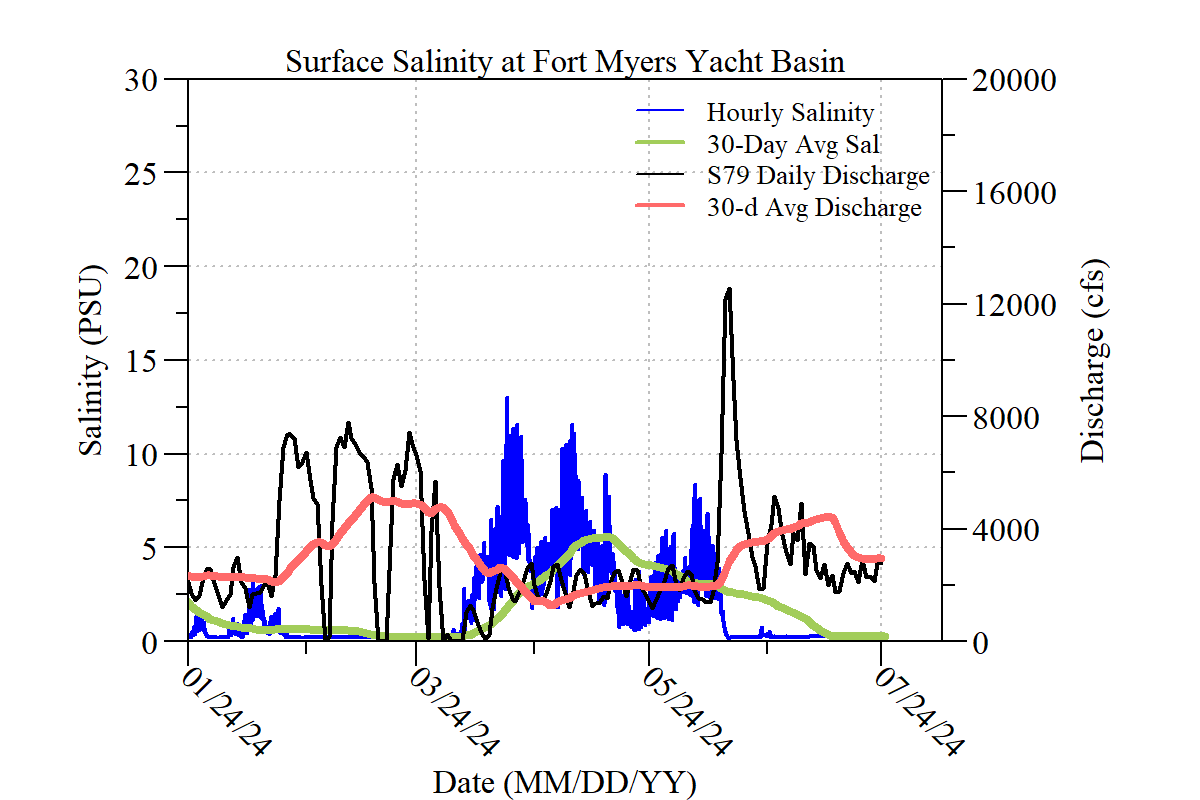 Surface Salinity at Fort Myers Yacht Basin
30
25
20
15
10
5
0
Salinity (PSU)
Hourly Salinity
30-Day Avg Sal
S79 Daily Discharge
30-d Avg Discharge
20000
16000
12000
8000
4000
0
Discharge (cfs)
01/24/24
03/24/24
05/24/24
07/24/24
Date (MM/DD/YY)